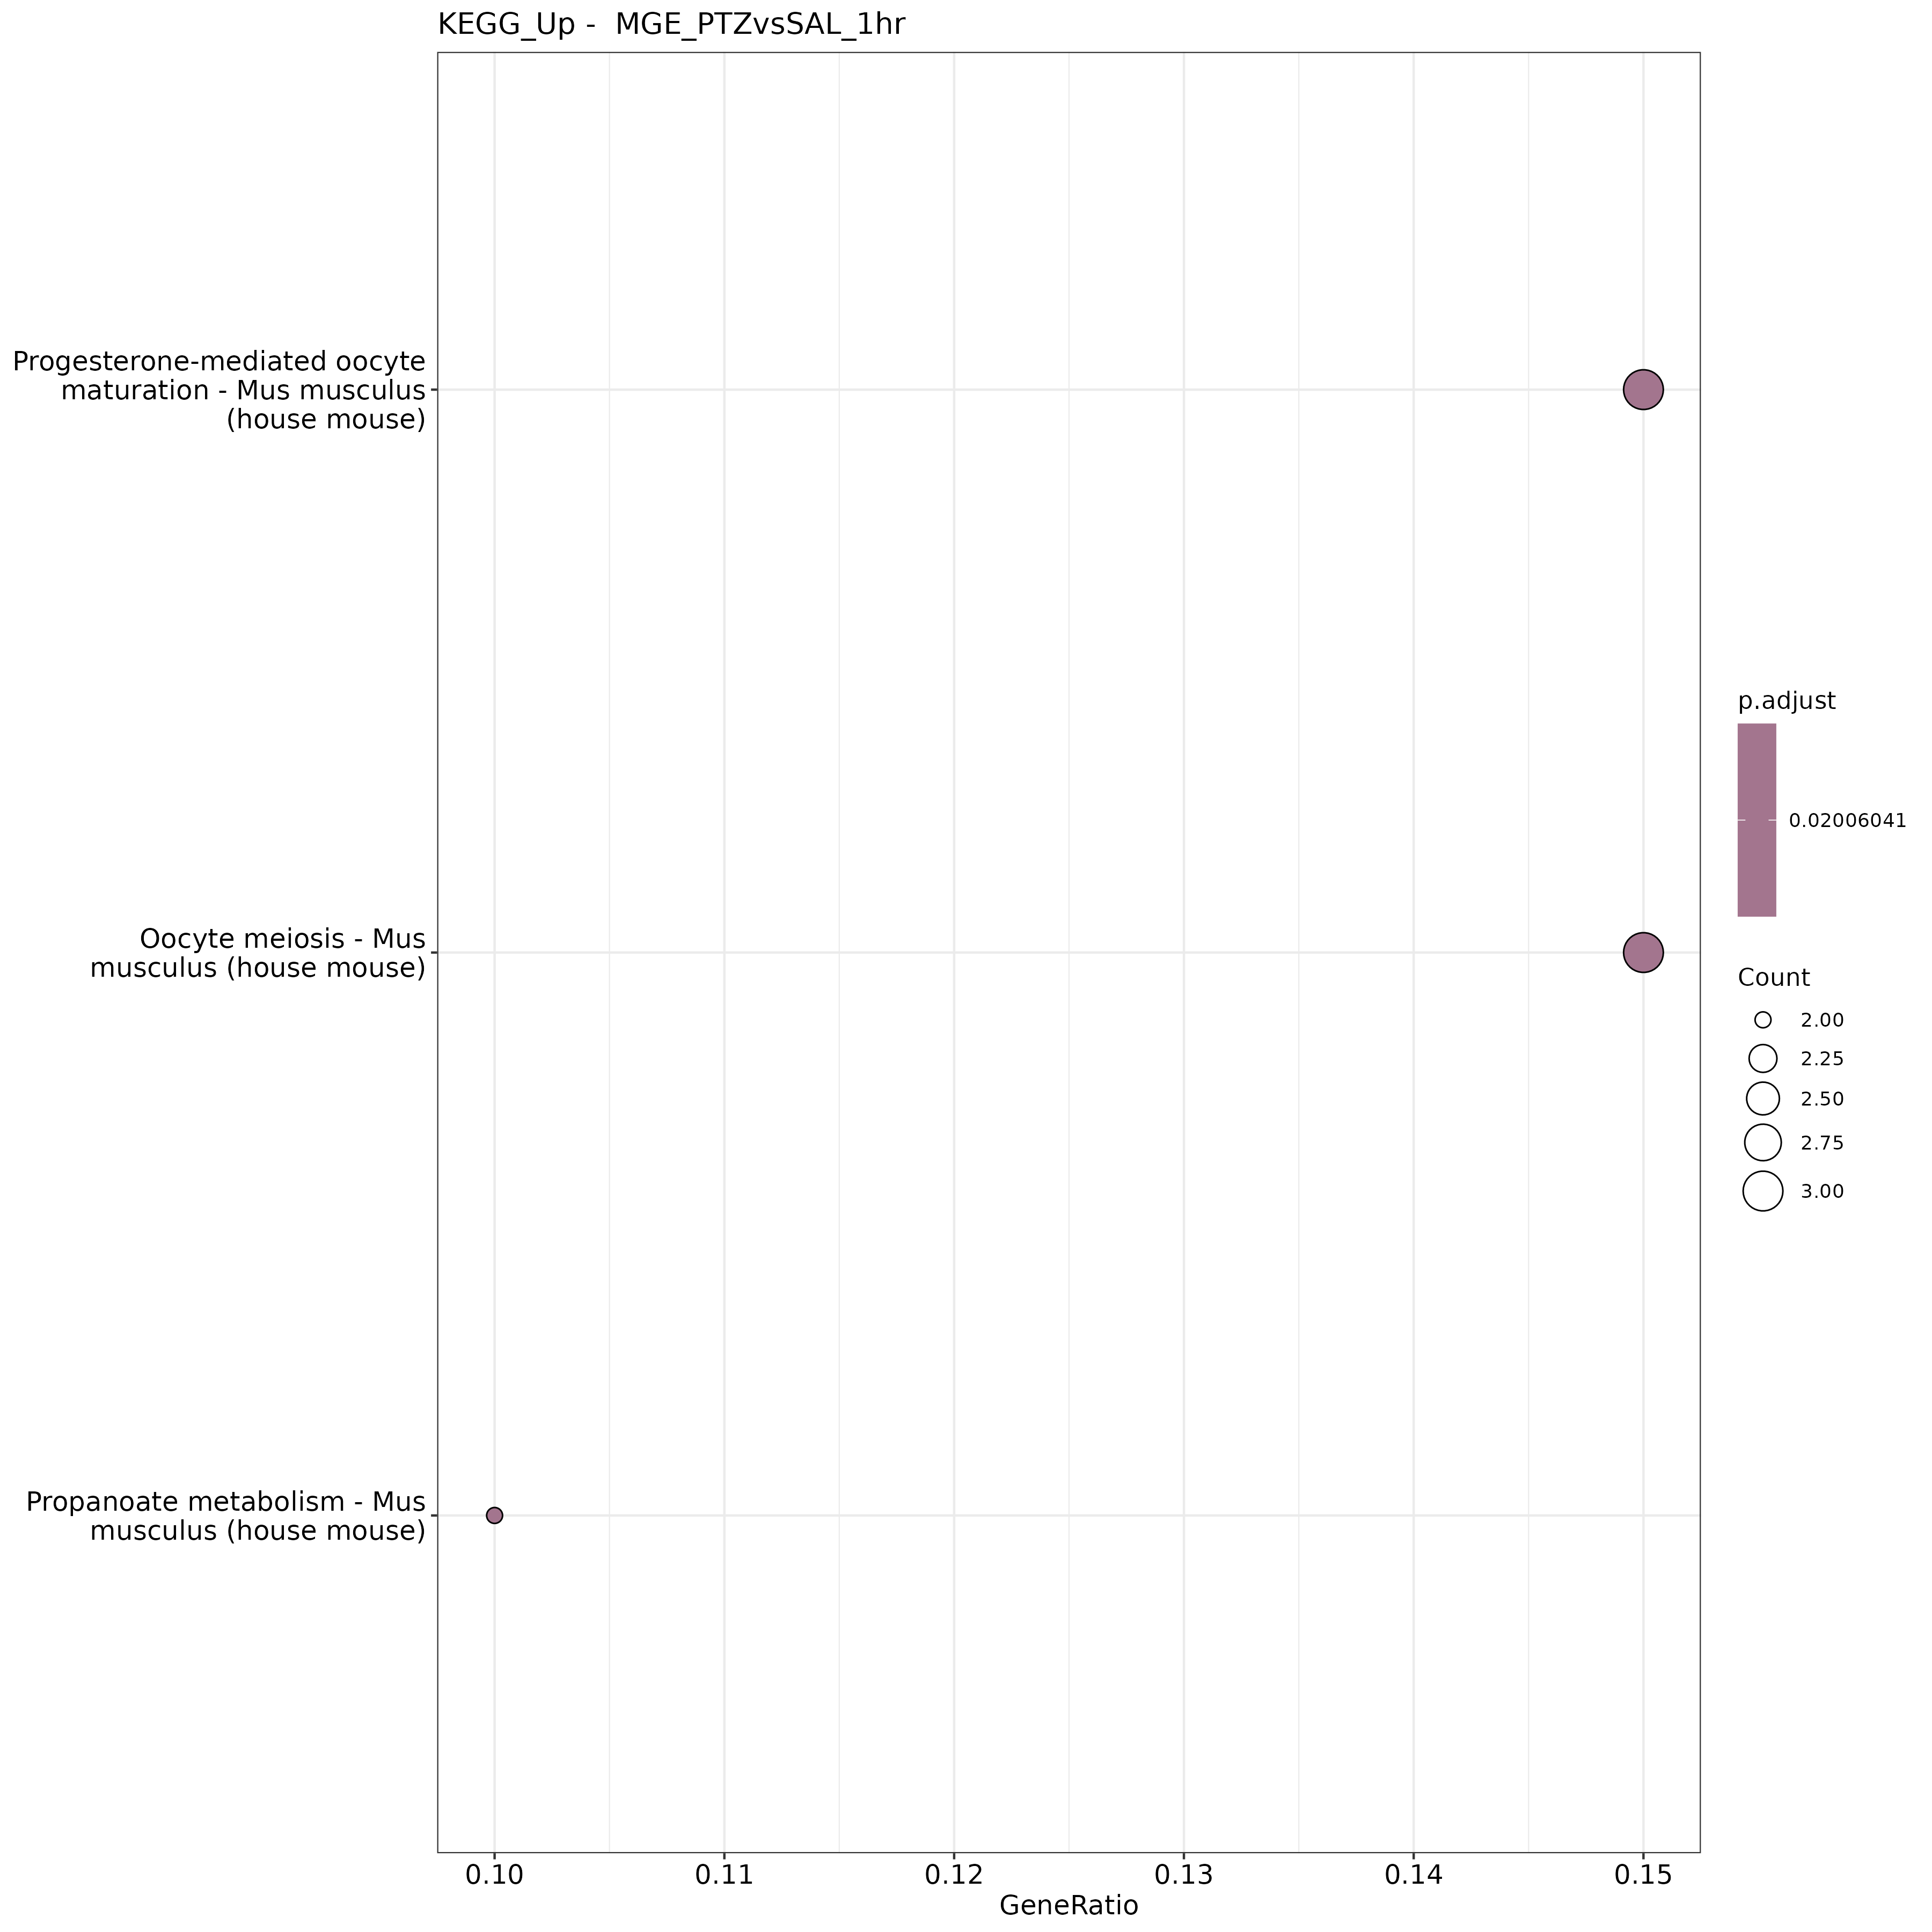 KEGG_Up -  MGE_PTZvsSAL_1hr
Progesterone-mediated oocyte
maturation - Mus musculus
(house mouse)
Oocyte meiosis - Mus
musculus (house mouse)
Propanoate metabolism - Mus
musculus (house mouse)
0.10 0.11 0.12 0.13 0.14 0.15
GeneRatio
p.adjust
0.02006041
Count
2.00
2.25
2.50
2.75
3.00